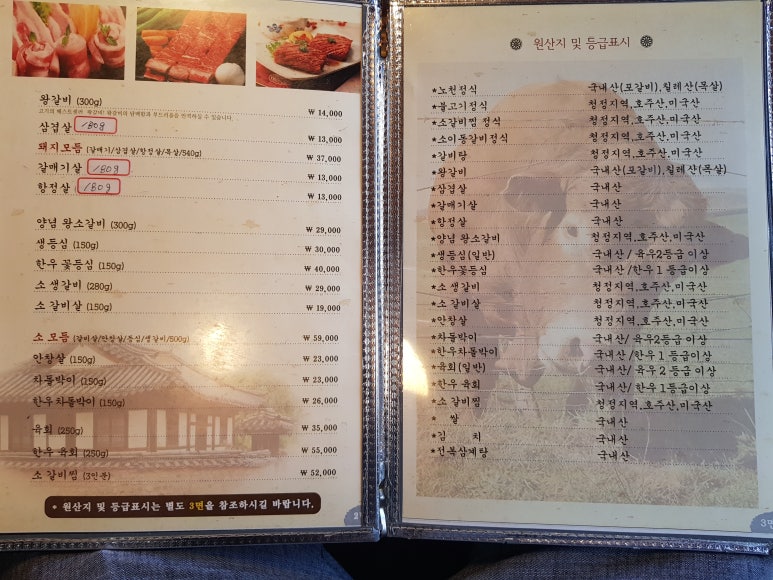 왕갈비 (300g) ₩ 14,000
삼겹살 180g ₩ 13,000
돼지모듬 (갈매기/삼겹살/항정살/목살/540g) ₩ 37,000
갈매기살 180g ₩ 13,000
항정살 180g ₩ 13,000
양념 왕소갈비 (300g) ₩ 29,000
생등심 (150g) ₩ 30,000
한우 꽃등심 (150g) ₩ 40,000
소 생갈비 (280g) ₩ 29,000
소 갈비살 (150g) ₩ 19,000
소 모듬 (갈비살/안창살/등심/생갈비/500g) ₩ 59,000
안창살 (150g) ₩ 23,000
차돌박이 (150g) ₩ 23,000
한우차돌박이 (150g) ₩ 26,000
육회 (250g) ₩ 35,000
한우 육회 (250g) ₩ 55,000
소 갈비찜 (3인분) ₩ 52,000
* 원산지 및 등급표시는 별도 3면을 참조하시길 바랍니다.
원산지 및 등급표시
*노천정식 국내산(모갈비),칠레산(목살)
*불고기정식 청정지역,호주산,미국산
*소갈비찜 정식 청정지역,호주산,미국산
*소이동갈비정식 청정지역,호주산,미국산
*갈비탕 청정지역,호주산,미국산
*왕갈비 국내산(모갈비),칠레산(목살)
*삼겹살 국내산
*갈매기살 국내산
*항정살 국내산
*양념 왕소갈비 청정지역,호주산,미국산
*생등심(일반) 국내산 / 육우2등급 이상
*한우꽃등심 국내산 /한우 1 등급이상
*소 생갈비 청정지역,호주산,미국산
*소 갈비살 청정지역,호주산,미국산
*안창살 청정지역,호주산,미국산
*차돌박이 국내산/ 육우2등급이상
*한우차돌박이 국내산/ 한우 1 등급이상
*육회(일반) 국내산/ 육우 2 등급 이상
*한우 육회 국내산/ 한우 1등급이상
*소 갈비찜 청정지역,호주산,미국산
* 쌀 국내산
*김 치 국내산
*전복삼계탕 국내산
3면